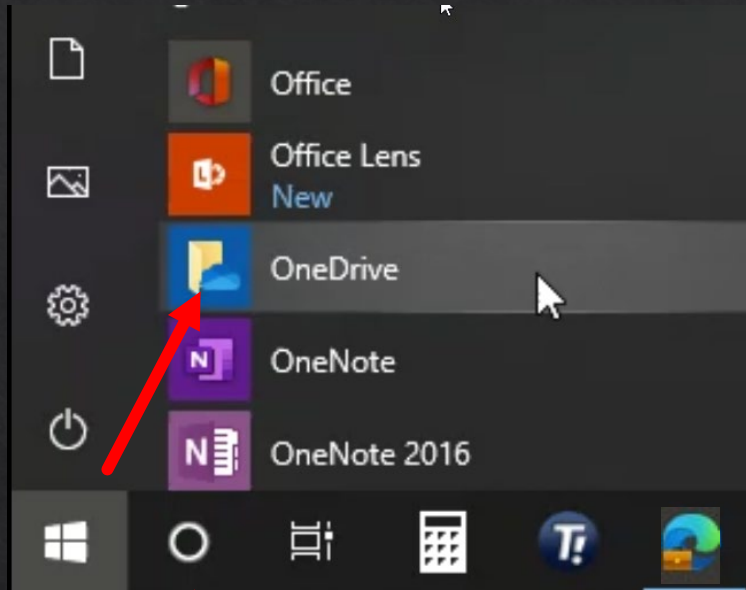 Office
Office Lens
New
OneDrive
N
OneNote
N
OneNote 2016
T!